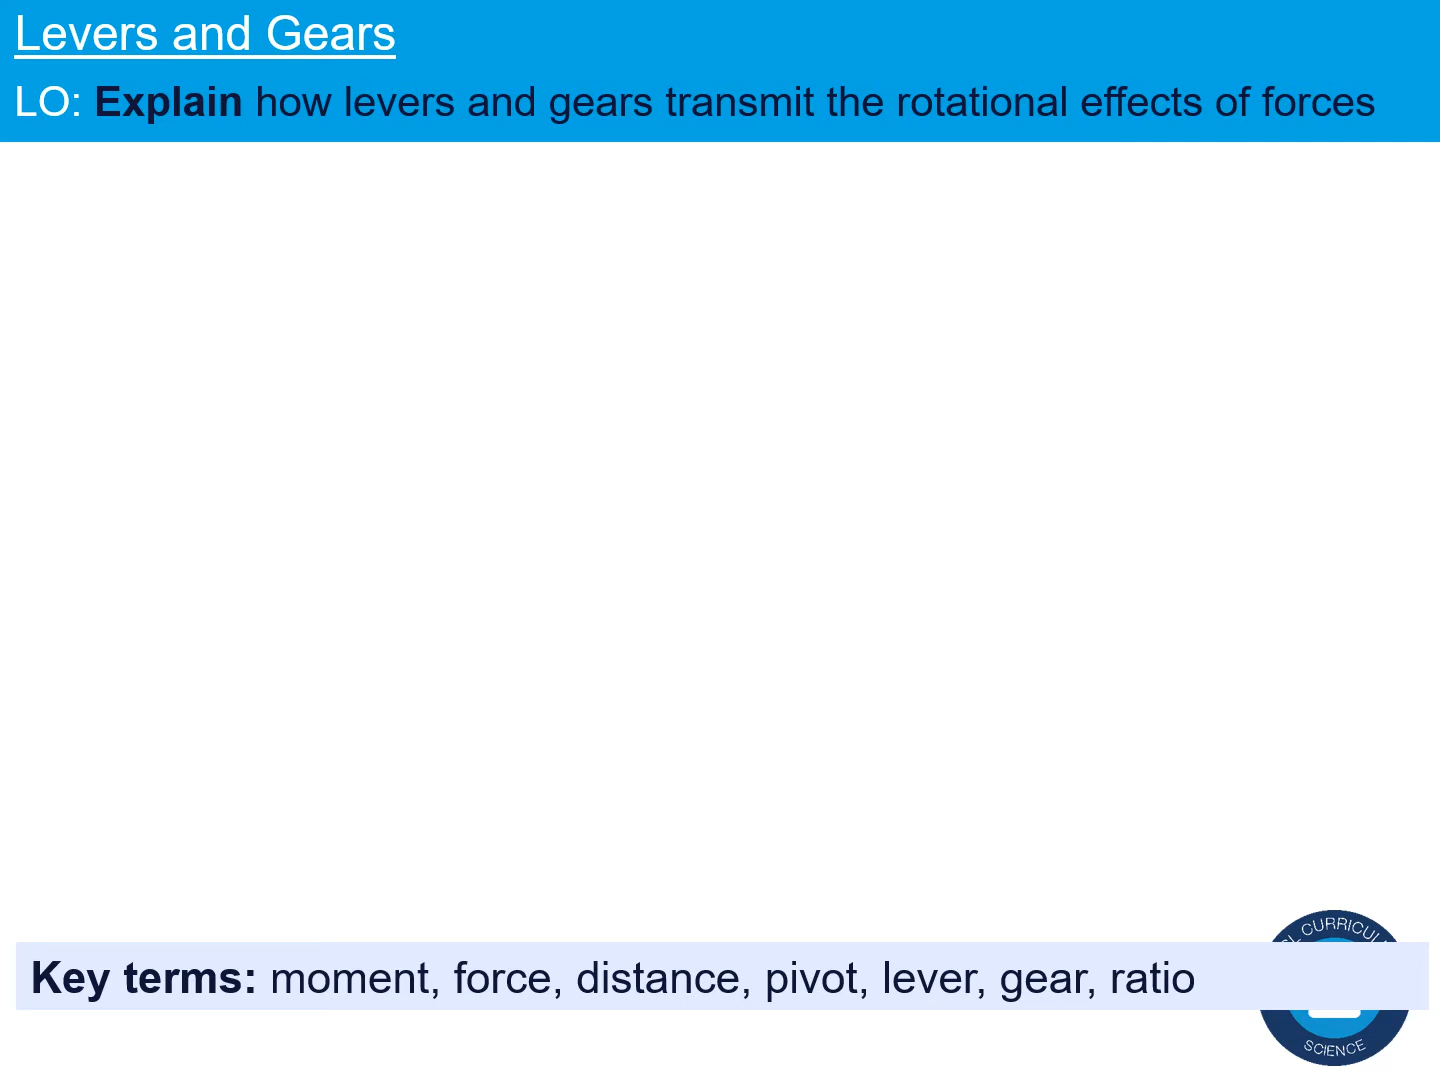 Levers and Gears
LO: Explain how levers and gears transmit the rotational effects of forces
Key terms: moment, force, distance, pivot, lever, gear, ratio
SCIENCE